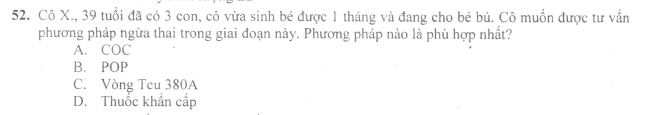 52. Cô X., 39 tuổi đã có 3 con, cô vừa sinh bé được 1 tháng và đang cho bé bú. Cô muốn được tư vấn
phương pháp ngừa thai trong giai đoạn này. Phương pháp nào là phù hợp nhất?
A. COC
B. POP
C. Vòng Tcu 380A
D. Thuốc khẩn cấp